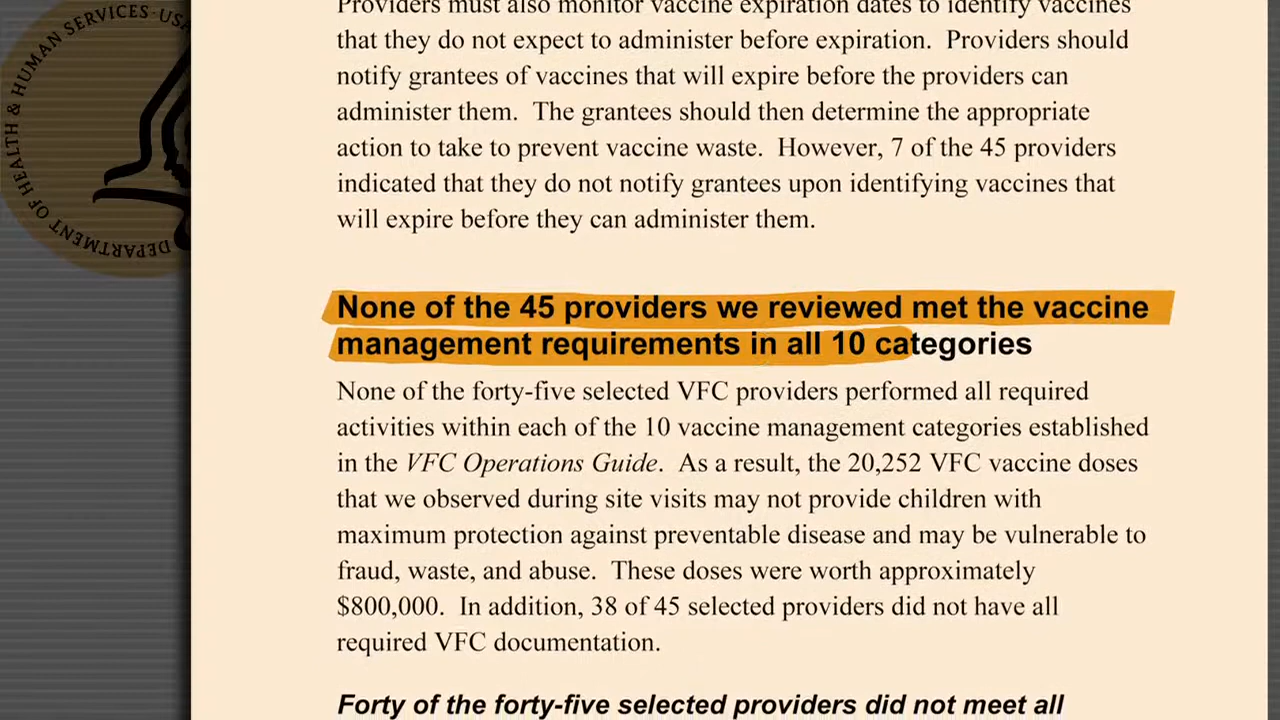 DEPARTMENT OF HEALTH & HUMAN SERVICES · USA
Providers must also monitor vaccine expiration dates to identify vaccines
that they do not expect to administer before expiration.  Providers should
notify grantees of vaccines that will expire before the providers can
administer them.  The grantees should then determine the appropriate
action to take to prevent vaccine waste.  However, 7 of the 45 providers
indicated that they do not notify grantees upon identifying vaccines that
will expire before they can administer them.
None of the 45 providers we reviewed met the vaccine
management requirements in all 10 categories
None of the forty-five selected VFC providers performed all required
activities within each of the 10 vaccine management categories established
in the VFC Operations Guide.  As a result, the 20,252 VFC vaccine doses
that we observed during site visits may not provide children with
maximum protection against preventable disease and may be vulnerable to
fraud, waste, and abuse.  These doses were worth approximately
$800,000.  In addition, 38 of 45 selected providers did not have all
required VFC documentation.
Forty of the forty-five selected providers did not meet all